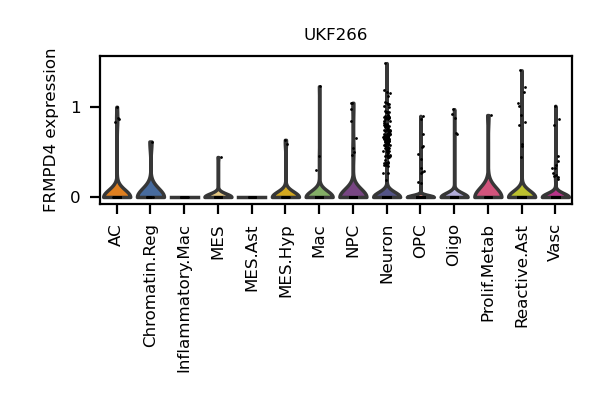 UKF266
FRMPD4 expression
1
0
AC
Chromatin.Reg
Inflammatory.Mac
MES
MES.Ast
MES.Hyp
Mac
NPC
Neuron
OPC
Oligo
Prolif.Metab
Reactive.Ast
Vasc